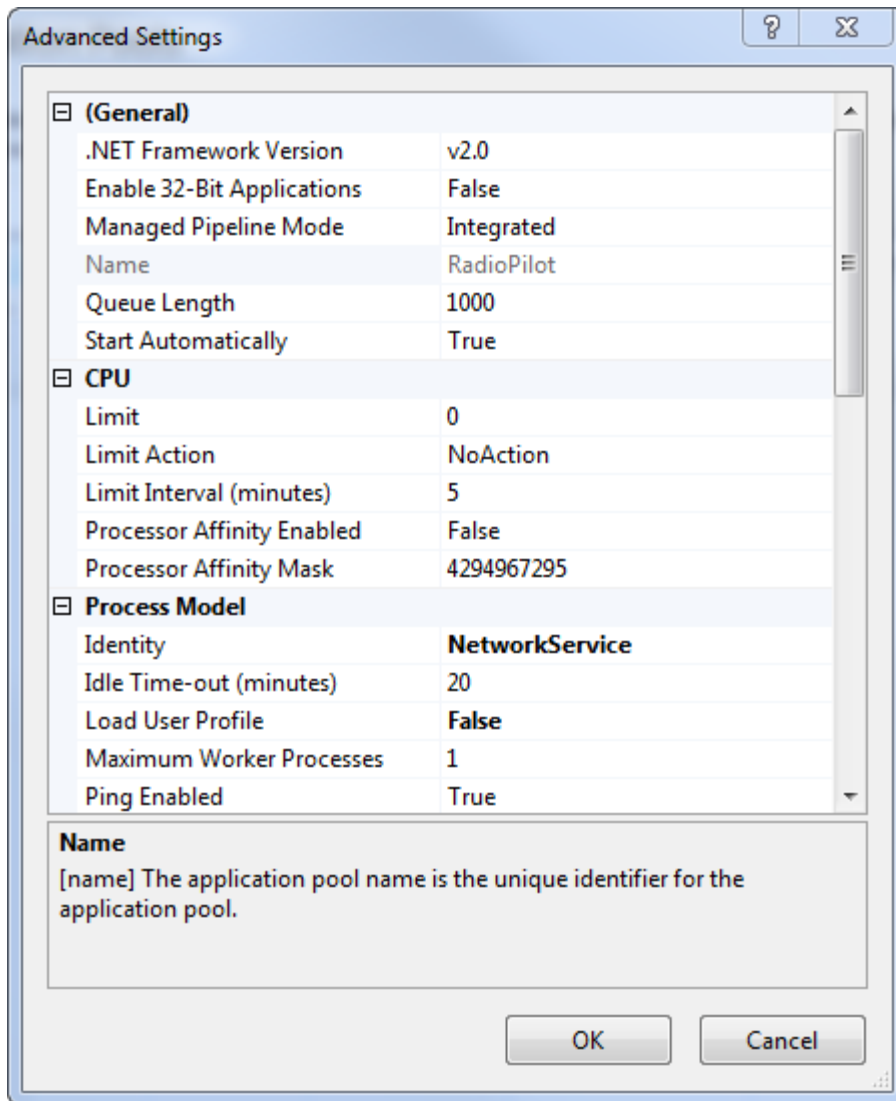 Advanced Settings
(General)
.NET Framework Version v2.0
Enable 32-Bit Applications False
Managed Pipeline Mode Integrated
Name RadioPilot
Queue Length 1000
Start Automatically True
CPU
Limit 0
Limit Action NoAction
Limit Interval (minutes) 5
Processor Affinity Enabled False
Processor Affinity Mask 4294967295
Process Model
Identity NetworkService
Idle Time-out (minutes) 20
Load User Profile False
Maximum Worker Processes 1
Ping Enabled True
Name
[name] The application pool name is the unique identifier for the
application pool.
OK Cancel